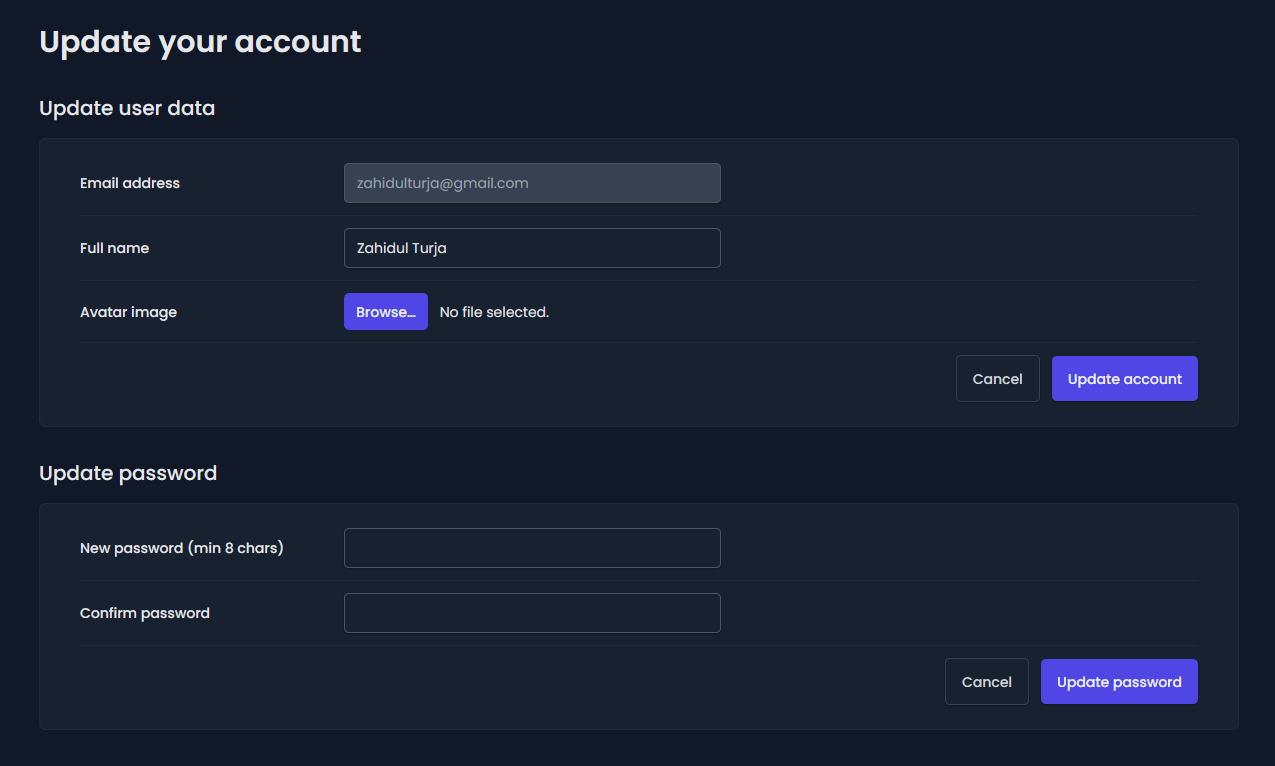 Update your account
Update user data
Email address zahidulturja@gmail.com
Full name Zahidul Turja
Avatar image Browse... No file selected.
Cancel Update account
Update password
New password (min 8 chars)
Confirm password
Cancel Update password